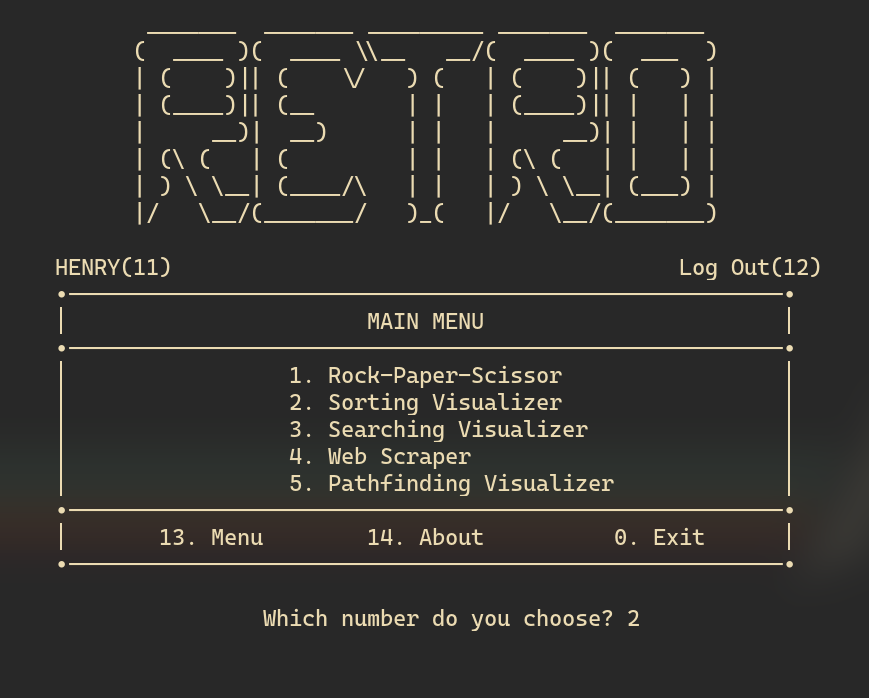 RETRO
HENRY(11) Log Out(12)
MAIN MENU
1. Rock-Paper-Scissor
2. Sorting Visualizer
3. Searching Visualizer
4. Web Scraper
5. Pathfinding Visualizer
13. Menu 14. About 0. Exit
Which number do you choose? 2